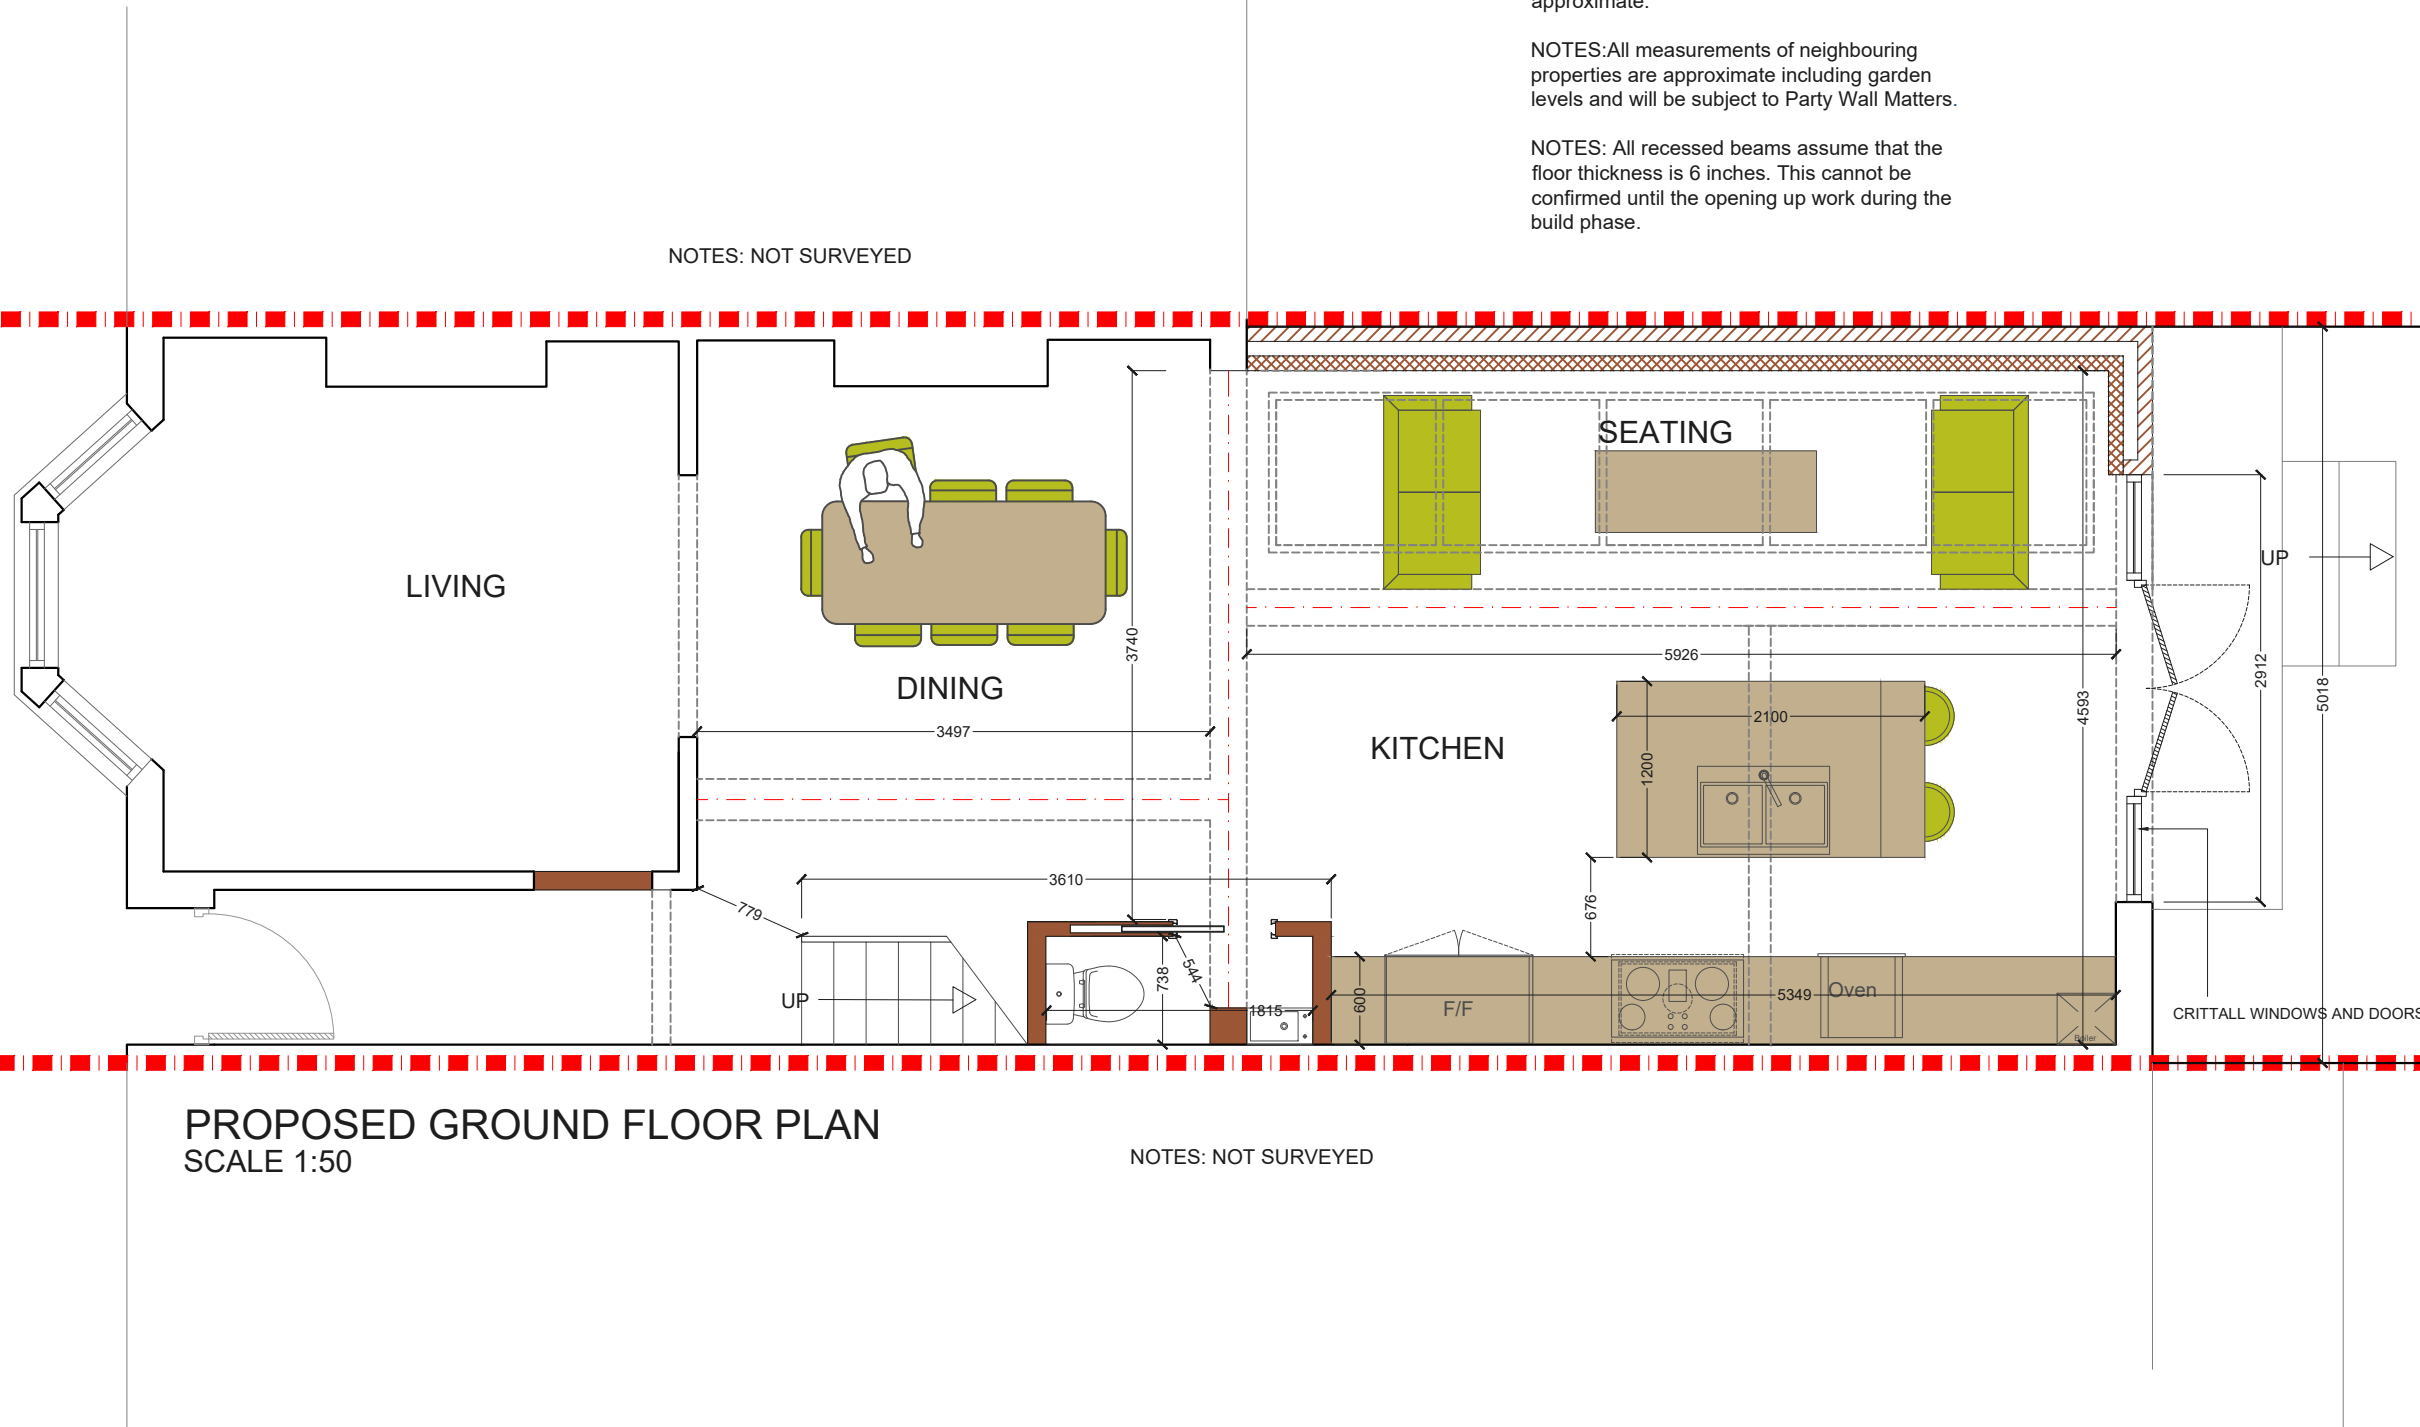 approximate.
NOTES:All measurements of neighbouring
properties are approximate including garden
levels and will be subject to Party Wall Matters.
NOTES: All recessed beams assume that the
floor thickness is 6 inches. This cannot be
confirmed until the opening up work during the
build phase.
NOTES: NOT SURVEYED
SEATING
UP
LIVING
3740
5926
2912
4593
5018
DINING
2100
3497
KITCHEN
1200
3610
779
676
738
544
UP
600
5349
Oven
F/F
1815
CRITTALL WINDOWS AND DOORS
Boiler
PROPOSED GROUND FLOOR PLAN
SCALE 1:50
NOTES: NOT SURVEYED